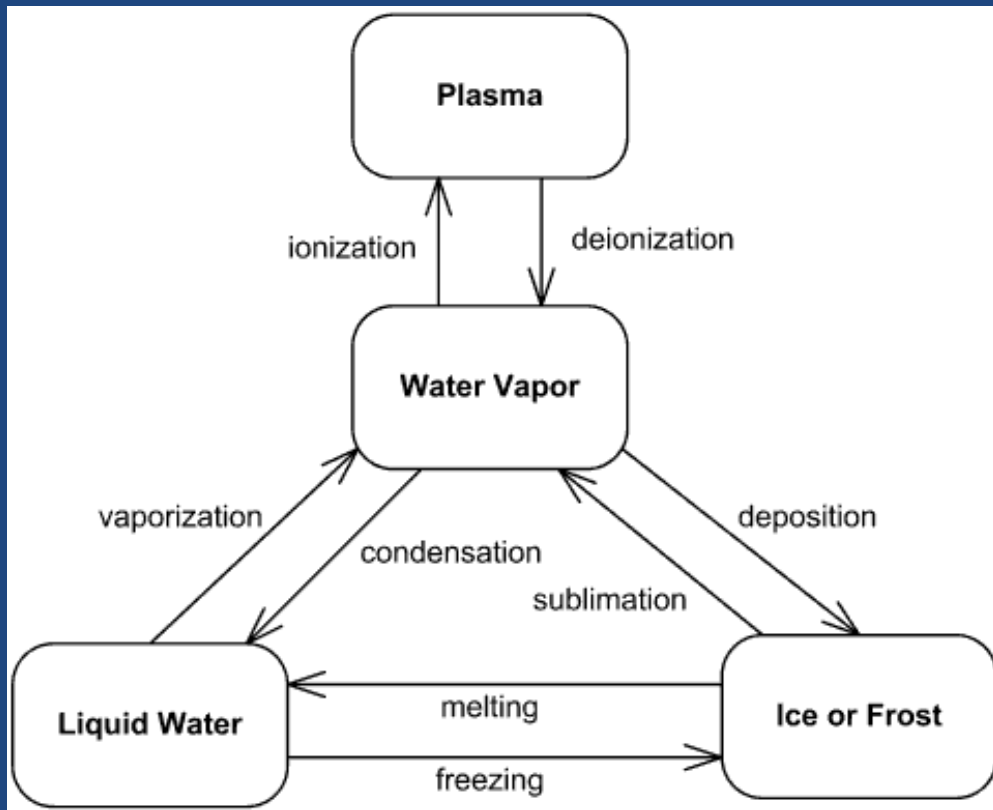 Plasma
ionization
deionization
Water Vapor
vaporization
condensation
deposition
sublimation
melting
Liquid Water
Ice or Frost
freezing